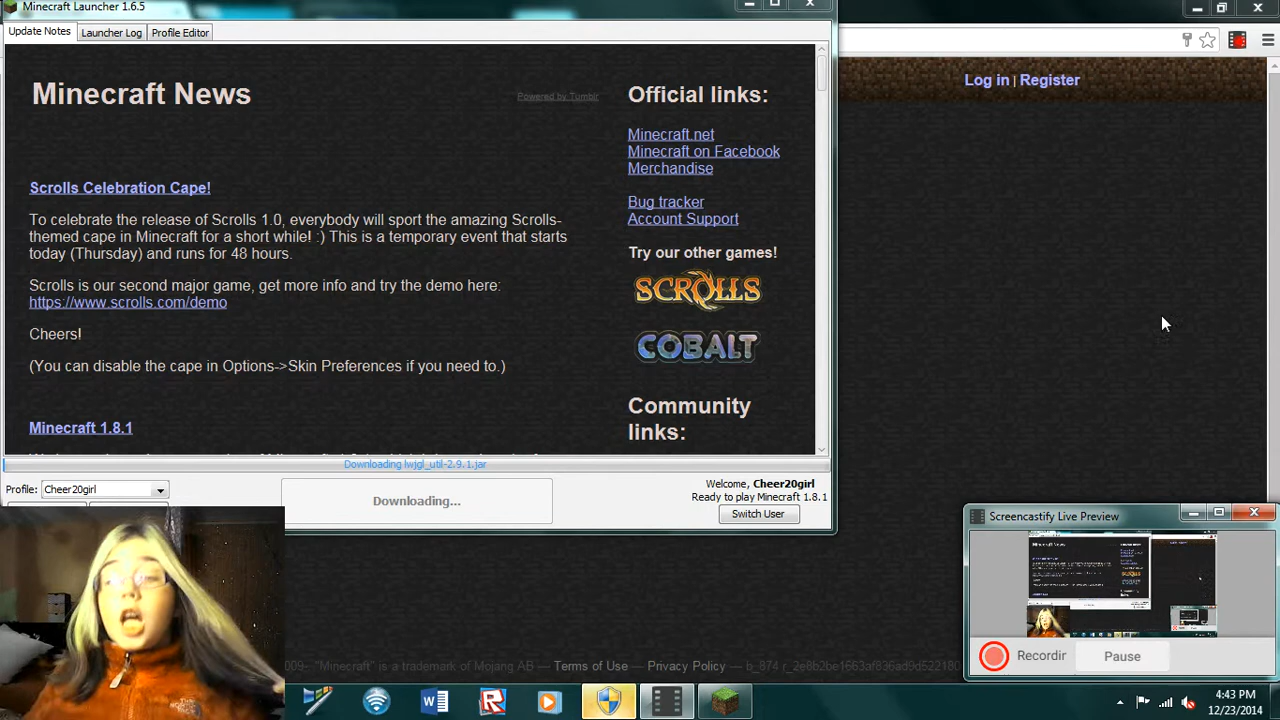 Minecraft Launcher 1.6.5
Update Notes
Launcher Log
Profile Editor
Minecraft News
Powered by Tumblr
Scrolls Celebration Cape!
To celebrate the release of Scrolls 1.0, everybody will sport the amazing Scrolls-
themed cape in Minecraft for a short while! :) This is a temporary event that starts
today (Thursday) and runs for 48 hours.
Scrolls is our second major game, get more info and try the demo here:
https://www.scrolls.com/demo
Cheers!
(You can disable the cape in Options->Skin Preferences if you need to.)
Minecraft 1.8.1
Official links:
Minecraft.net
Minecraft on Facebook
Merchandise
Bug tracker
Account Support
Try our other games!
SCROLLS
COBALT
Community
links:
Downloading lwjgl_util-2.9.1.jar
Profile:
Cheer20girl
Downloading...
Welcome, Cheer20girl
Ready to play Minecraft 1.8.1
Switch User
Log in | Register
Screencastify Live Preview
Recordin
Pause
2009- "Minecraft" is a trademark of Mojang AB — Terms of Use — Privacy Policy —
4:43 PM
12/23/2014